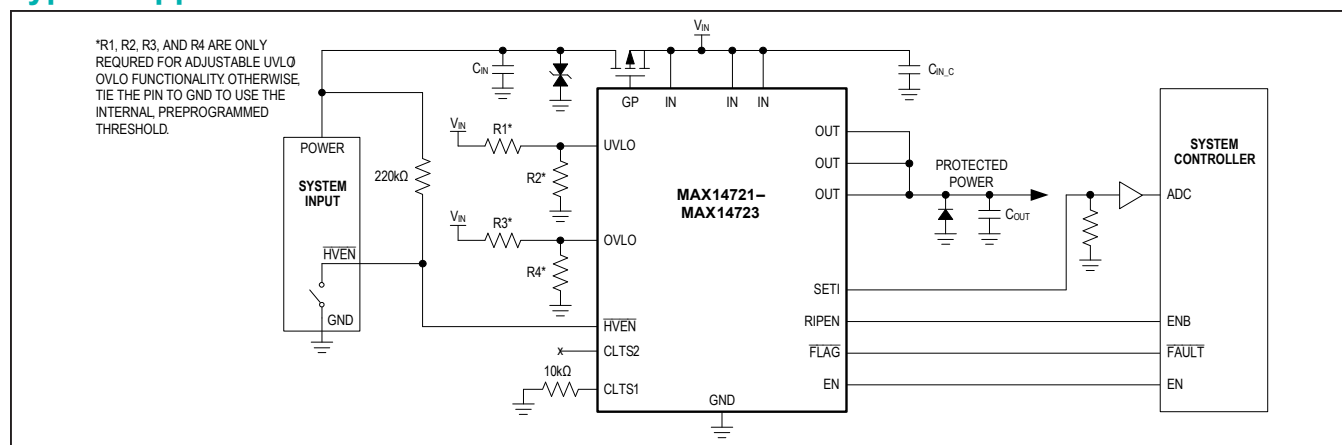 *R1, R2, R3, AND R4 ARE ONLY
REQURED FOR ADJUSTABLE UVLO
OVLO FUNCTIONALITY. OTHERWISE,
TIE THE PIN TO GND TO USE THE
INTERNAL, PREPROGRAMMED
THRESHOLD.
POWER
SYSTEM
INPUT
HVEN
GND
220kΩ
CIN
VIN
CIN_C
GP
IN
IN
IN
VIN
R1*
R2*
UVLO
VIN
R3*
R4*
OVLO
HVEN
x
CLTS2
10kΩ
CLTS1
MAX14721–
MAX14723
GND
OUT
OUT
OUT
PROTECTED
POWER
COUT
SETI
RIPEN
FLAG
EN
SYSTEM
CONTROLLER
ADC
ENB
FAULT
EN